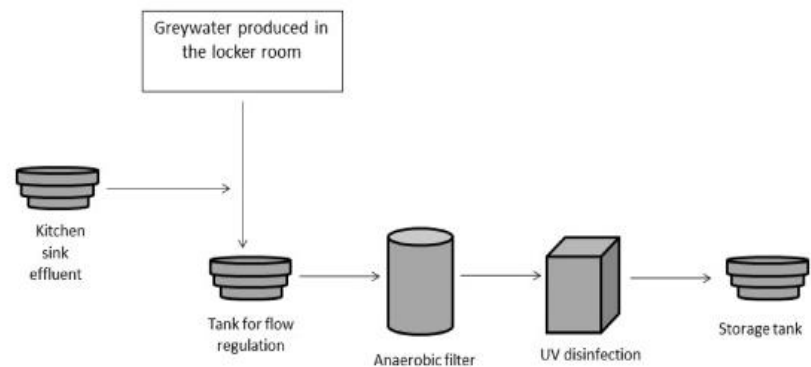 Greywater produced in
the locker room
Kitchen
sink
effluent
Tank for flow
regulation
Anaerobic filter
UV disinfection
Storage tank